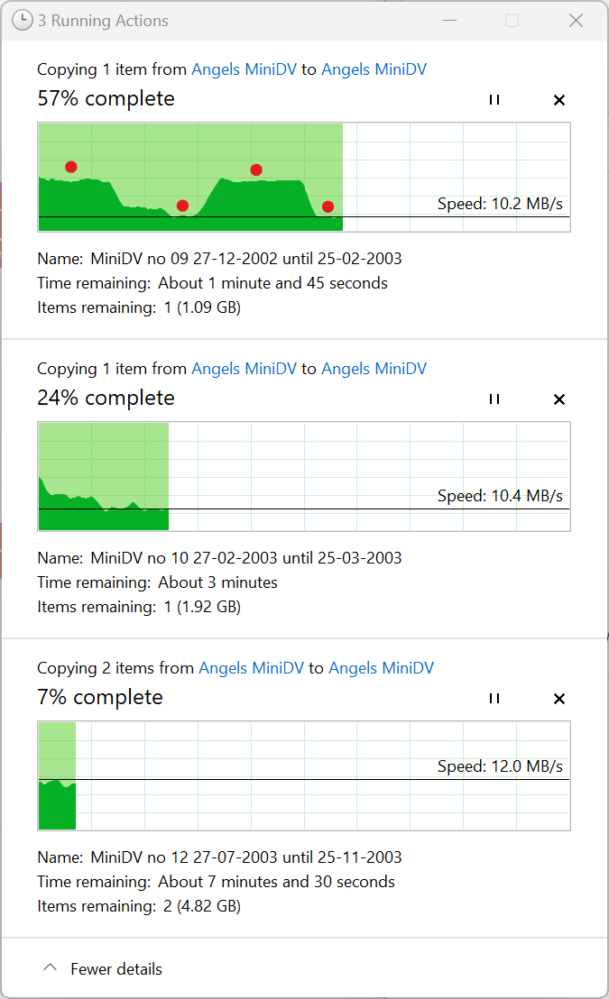 3 Running Actions
Copying 1 item from Angels MiniDV to Angels MiniDV
57% complete
Speed: 10.2 MB/s
Name: MiniDV no 09 27-12-2002 until 25-02-2003
Time remaining: About 1 minute and 45 seconds
Items remaining: 1 (1.09 GB)
Copying 1 item from Angels MiniDV to Angels MiniDV
24% complete
Speed: 10.4 MB/s
Name: MiniDV no 10 27-02-2003 until 25-03-2003
Time remaining: About 3 minutes
Items remaining: 1 (1.92 GB)
Copying 2 items from Angels MiniDV to Angels MiniDV
7% complete
Speed: 12.0 MB/s
Name: MiniDV no 12 27-07-2003 until 25-11-2003
Time remaining: About 7 minutes and 30 seconds
Items remaining: 2 (4.82 GB)
Fewer details